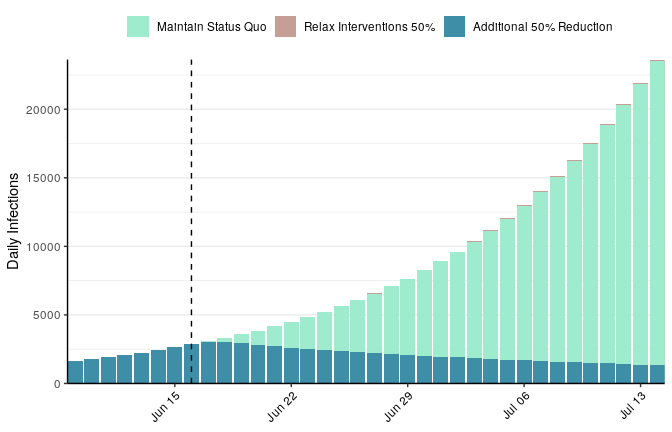 Maintain Status Quo Relax Interventions 50% Additional 50% Reduction
Daily Infections
20000
15000
10000
5000
0
Jun 15 Jun 22 Jun 29 Jul 06 Jul 13